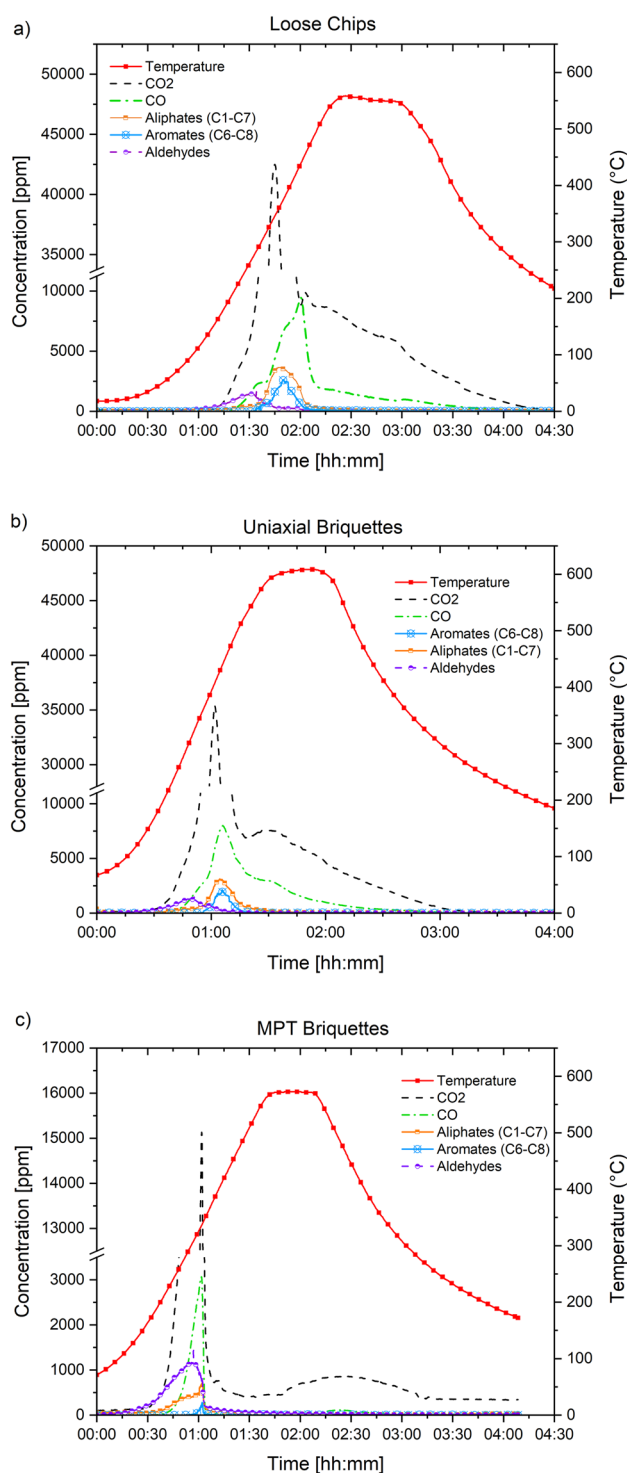 a)
Loose Chips
Temperature
CO2
CO
Aliphates (C1-C7)
Aromates (C6-C8)
Aldehydes
50000
45000
40000
35000
10000
5000
0
Concentration [ppm]
600
500
400
300
200
100
0
Temperature (°C)
00:00 00:30 01:00 01:30 02:00 02:30 03:00 03:30 04:00 04:30
Time [hh:mm]
b)
Uniaxial Briquettes
Temperature
CO2
CO
Aromates (C6-C8)
Aliphates (C1-C7)
Aldehydes
50000
45000
40000
35000
30000
10000
5000
0
Concentration [ppm]
600
500
400
300
200
100
0
Temperature (°C)
00:00 01:00 02:00 03:00 04:00
Time [hh:mm]
c)
MPT Briquettes
Temperature
CO2
CO
Aliphates (C1-C7)
Aromates (C6-C8)
Aldehydes
17000
16000
15000
14000
13000
3000
2000
1000
0
Concentration [ppm]
600
500
400
300
200
100
0
Temperature (°C)
00:00 00:30 01:00 01:30 02:00 02:30 03:00 03:30 04:00 04:30
Time [hh:mm]